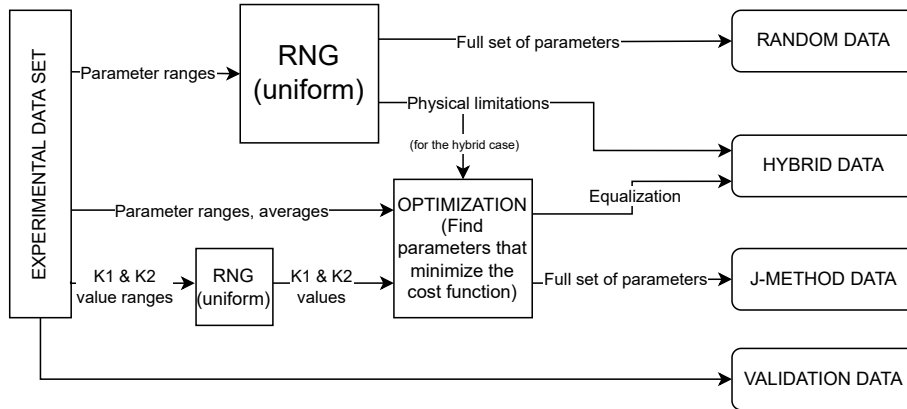 EXPERIMENTAL DATA SET
Parameter ranges
RNG
(uniform)
Full set of parameters
RANDOM DATA
Physical limitations
(for the hybrid case)
HYBRID DATA
Equalization
Parameter ranges, averages
OPTIMIZATION
(Find
parameters that
minimize the
cost function)
K1 & K2
value ranges
RNG
(uniform)
K1 & K2
values
Full set of parameters
J-METHOD DATA
VALIDATION DATA